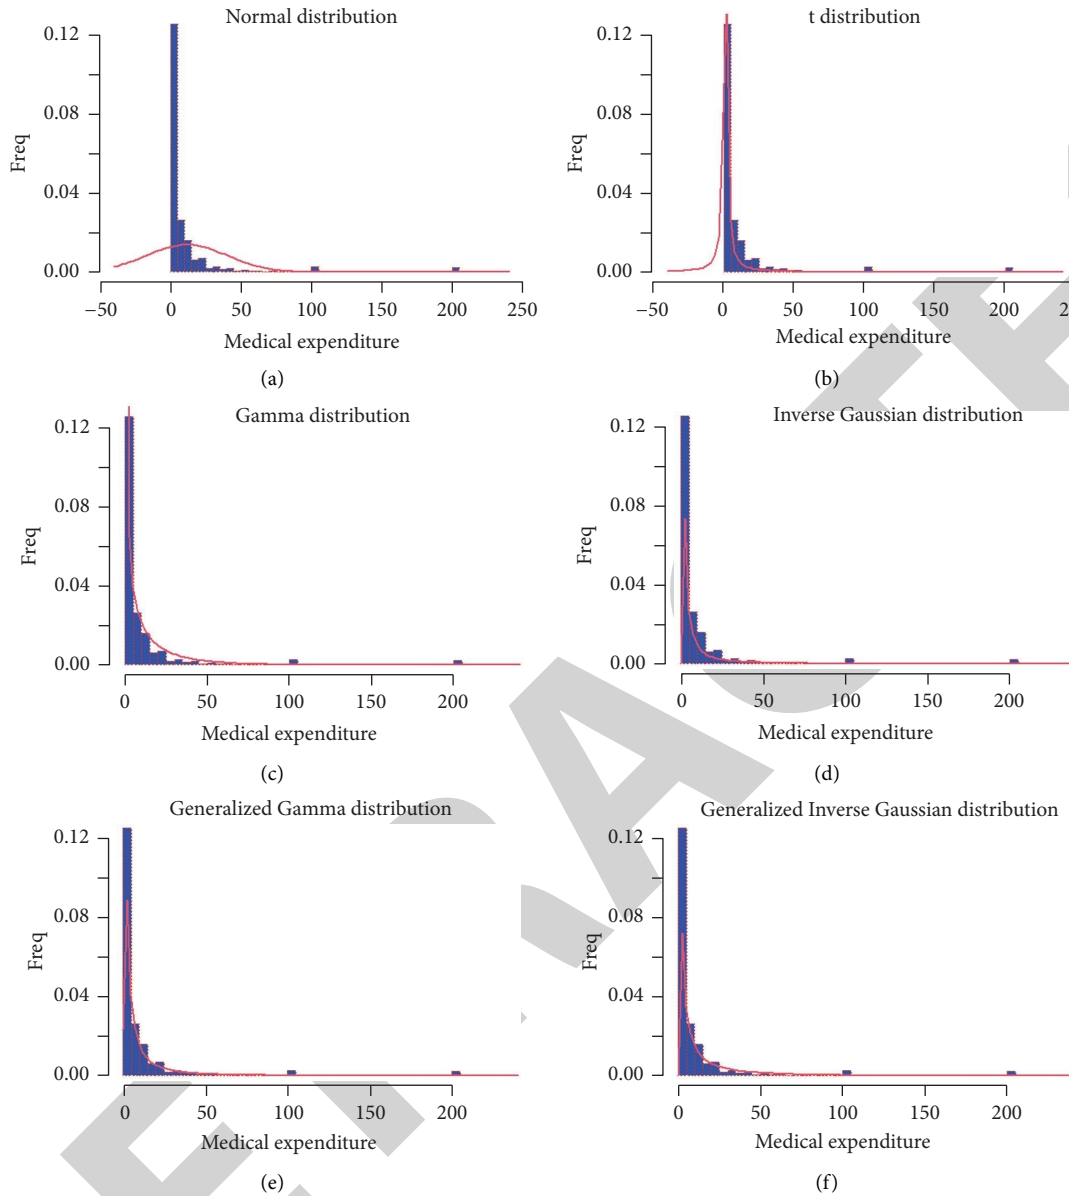 Normal distribution
0.12
0.08
0.04
0.00
Freq
−50 0 50 100 150 200 250
Medical expenditure
(a)
t distribution
0.12
0.08
0.04
0.00
Freq
−50 0 50 100 150 200 2
Medical expenditure
(b)
Gamma distribution
0.12
0.08
0.04
0.00
Freq
0 50 100 150 200
Medical expenditure
(c)
Inverse Gaussian distribution
0.12
0.08
0.04
0.00
Freq
0 50 100 150 200
Medical expenditure
(d)
Generalized Gamma distribution
0.12
0.08
0.04
0.00
Freq
0 50 100 150 200
Medical expenditure
(e)
Generalized Inverse Gaussian distribution
0.12
0.08
0.04
0.00
Freq
0 50 100 150 200
Medical expenditure
(f)